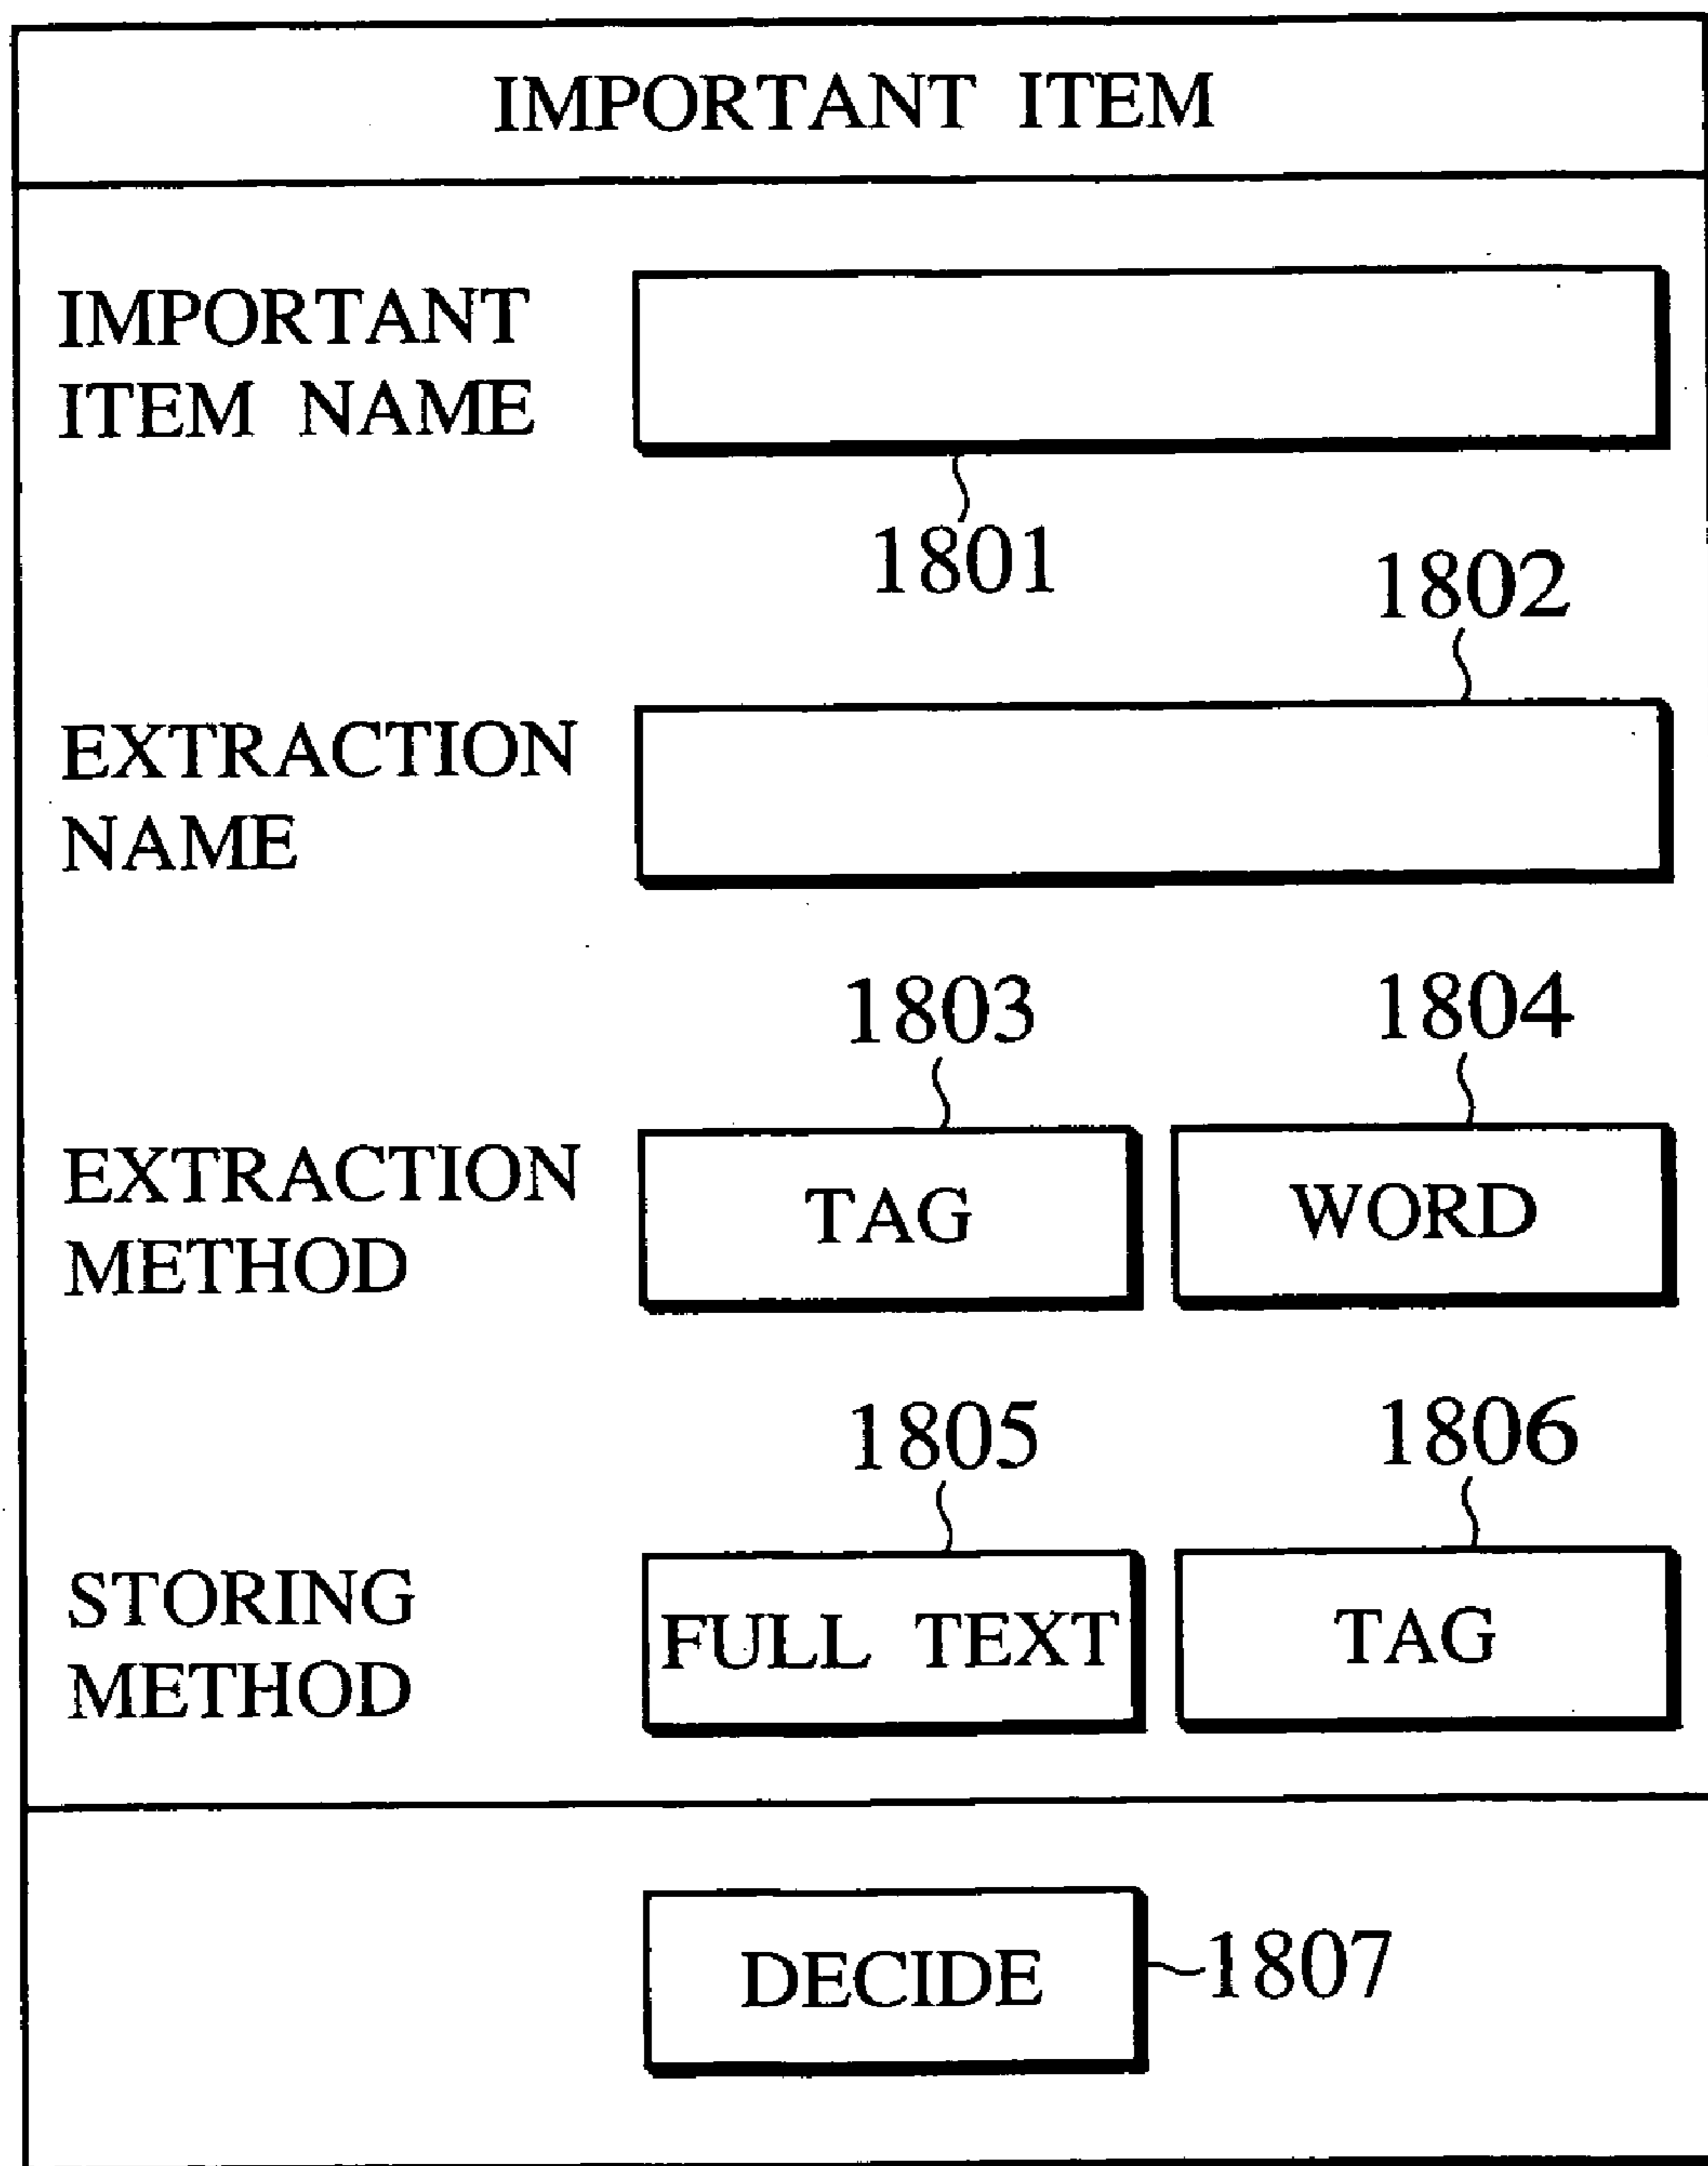 IMPORTANT ITEM
IMPORTANT
ITEM NAME
1801
1802
EXTRACTION
NAME
1803 1804
EXTRACTION
METHOD
TAG WORD
1805 1806
STORING
METHOD
FULL TEXT TAG
DECIDE 1807